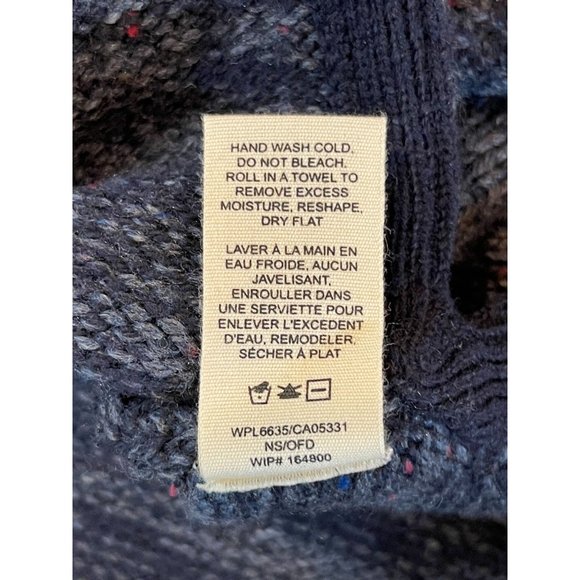 HAND WASH COLD,
DO NOT BLEACH.
ROLL IN A TOWEL TO
REMOVE EXCESS
MOISTURE, RESHAPE,
DRY FLAT
LAVER À LA MAIN EN
EAU FROIDE, AUCUN
JAVELISANT,
ENROULLER DANS
UNE SERVIETTE POUR
ENLEVER L'EXCEDENT
D'EAU, REMODELER,
SÉCHER À PLAT
WPL6635/CA05331
NS/OFD
WIP# 164800